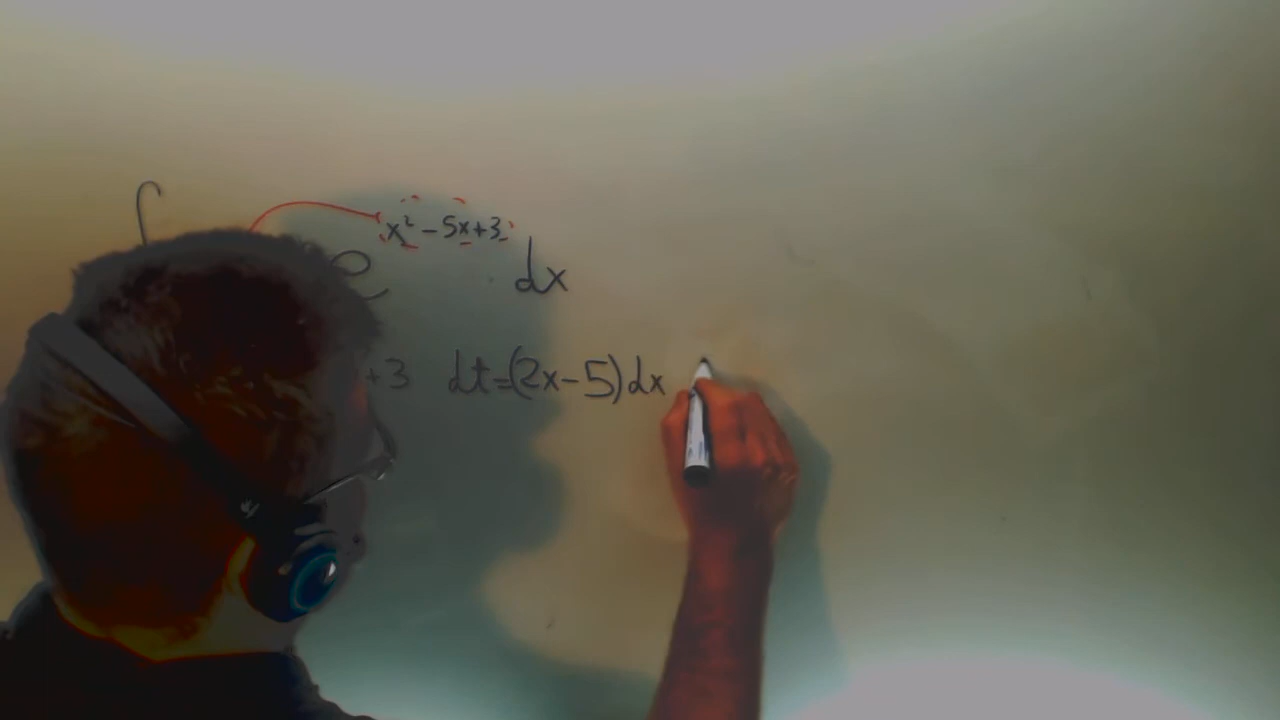 ∫ e^{x² - 5x + 3} dx
+3 dt = (2x - 5) dx